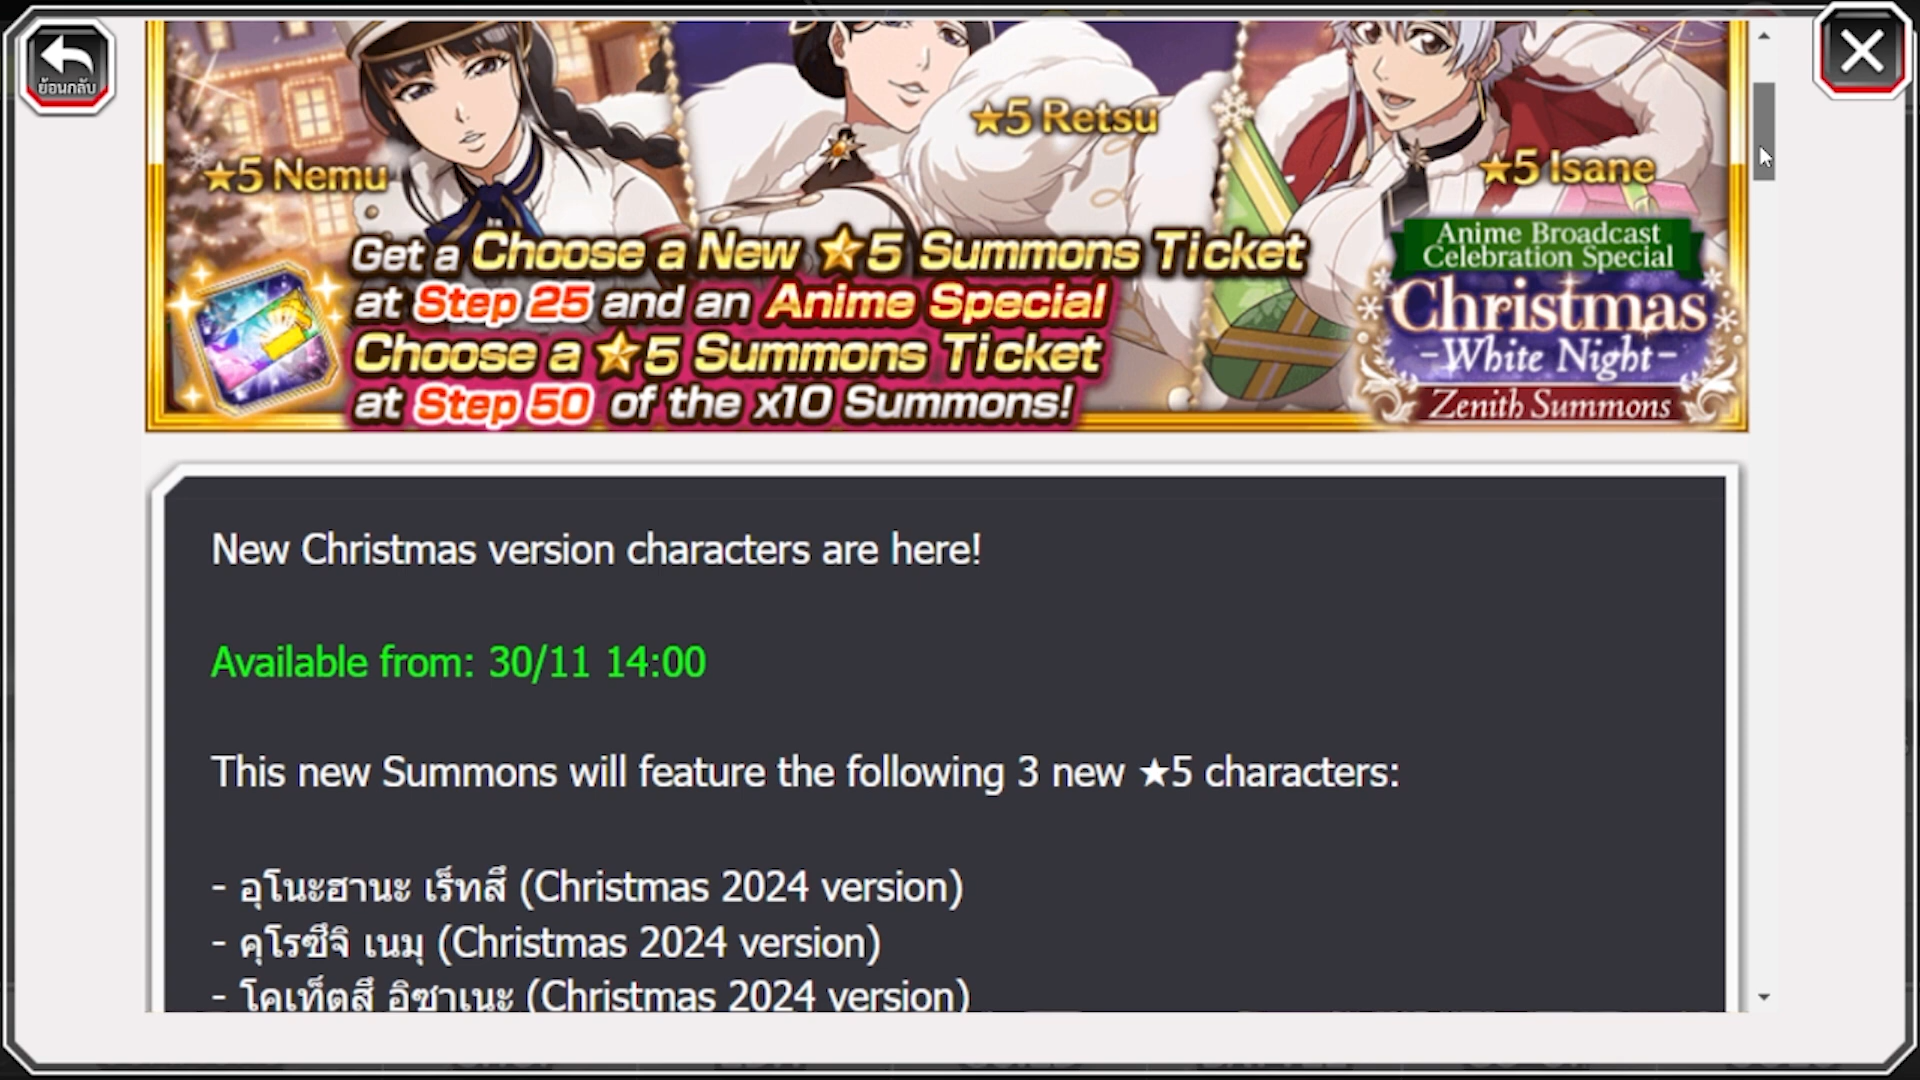 ย้อนกลับ
★5 Nemu
★5 Retsu
★5 Isane
Get a Choose a New ★5 Summons Ticket
at Step 25 and an Anime Special
Choose a ★5 Summons Ticket
at Step 50 of the x10 Summons!
Anime Broadcast
Celebration Special
Christmas
-White Night-
Zenith Summons
New Christmas version characters are here!
Available from: 30/11 14:00
This new Summons will feature the following 3 new ★5 characters:
- อุโนะฮานะ เร็ทสึ (Christmas 2024 version)
- คุโรซึจิ เนมุ (Christmas 2024 version)
- โคเท็ตสึ อิซาเนะ (Christmas 2024 version)